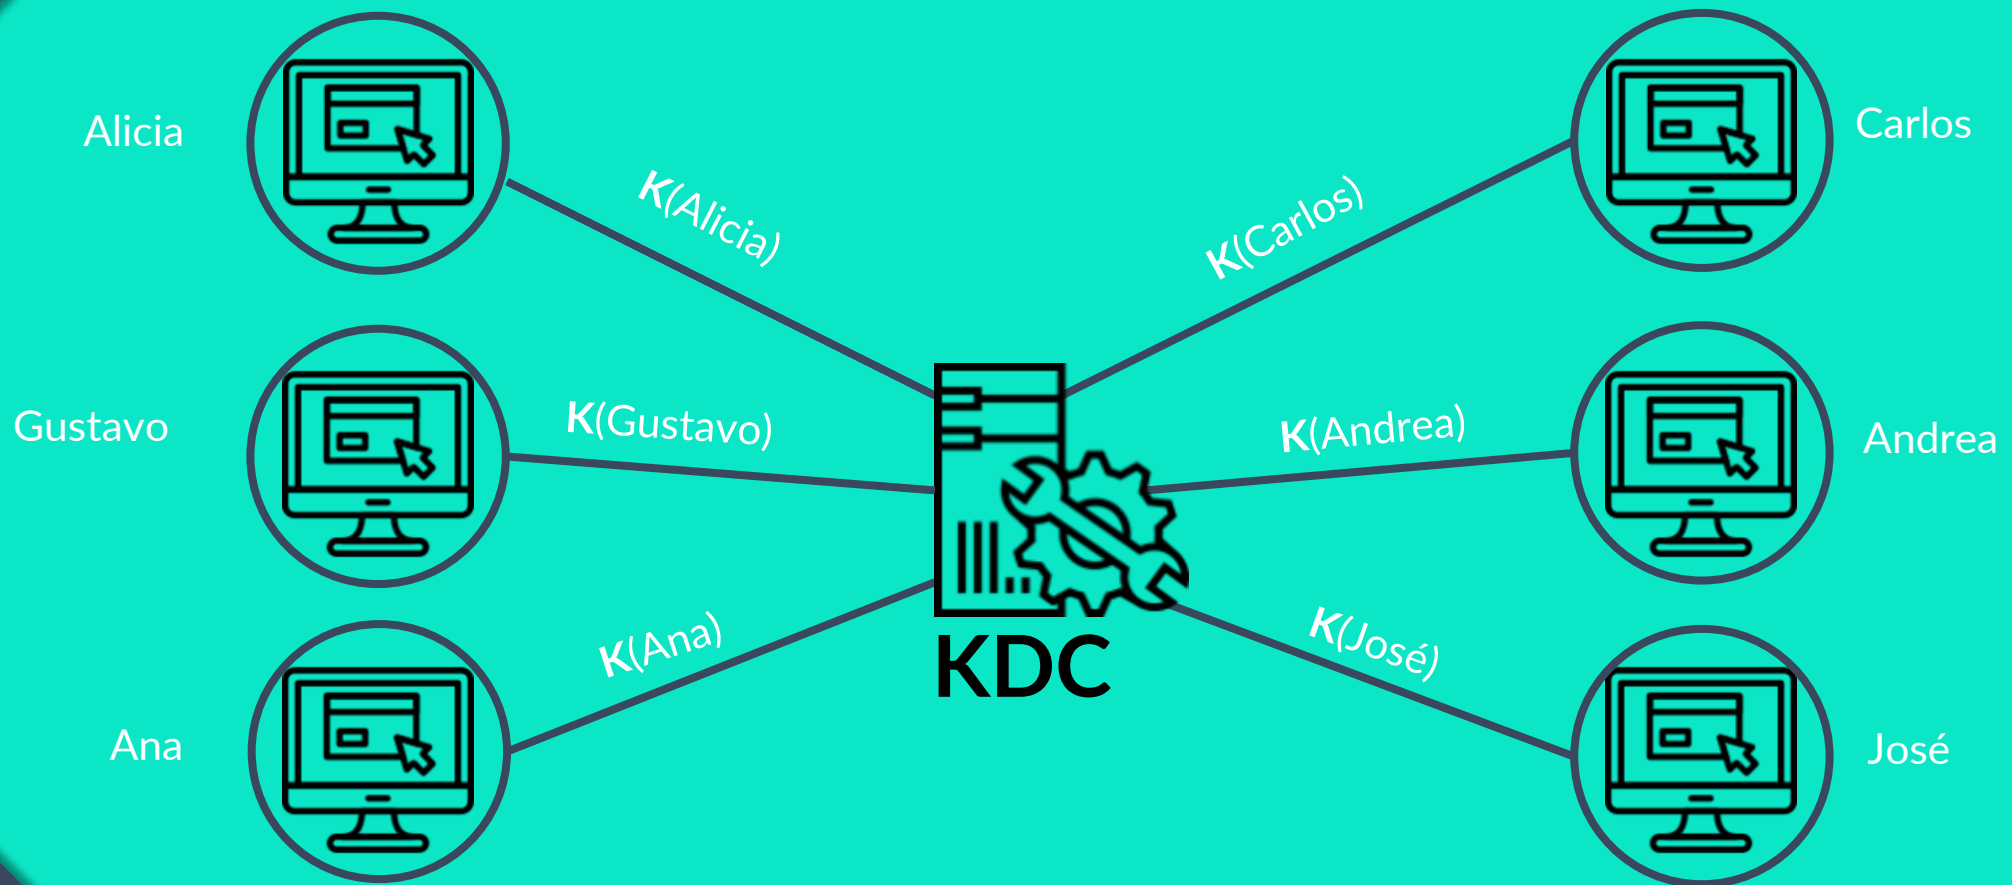 Alicia
K(Alicia)
K(Carlos)
Carlos
Gustavo
K(Gustavo)
K(Andrea)
Andrea
Ana
K(Ana)
KDC
K(José)
José